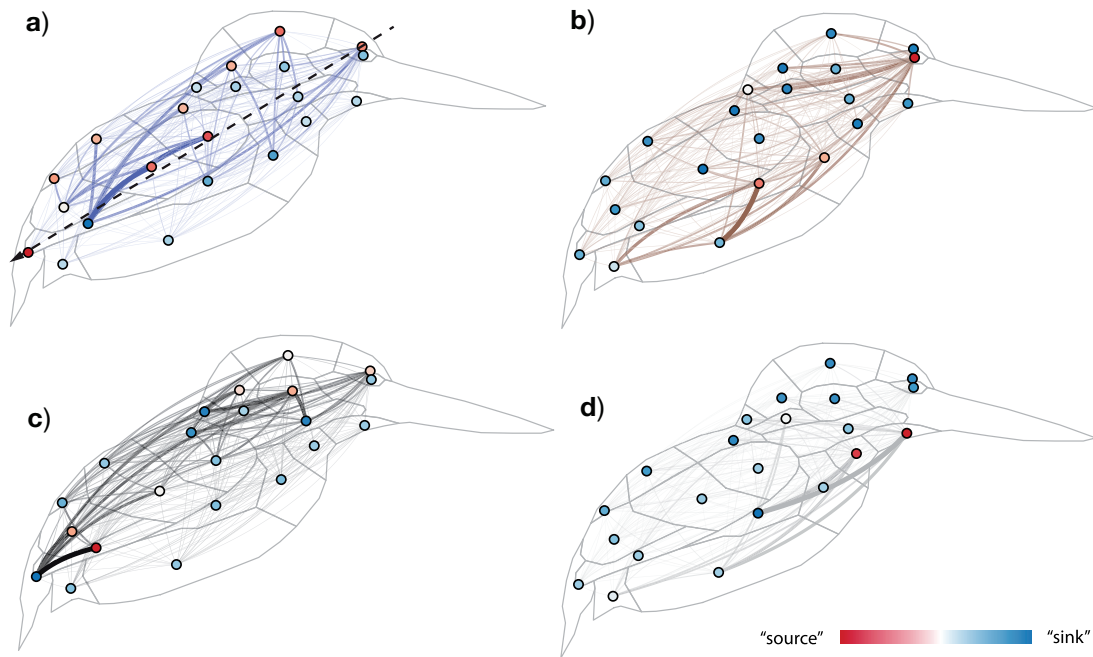 a)
b)
c)
d)
“source”
“sink”